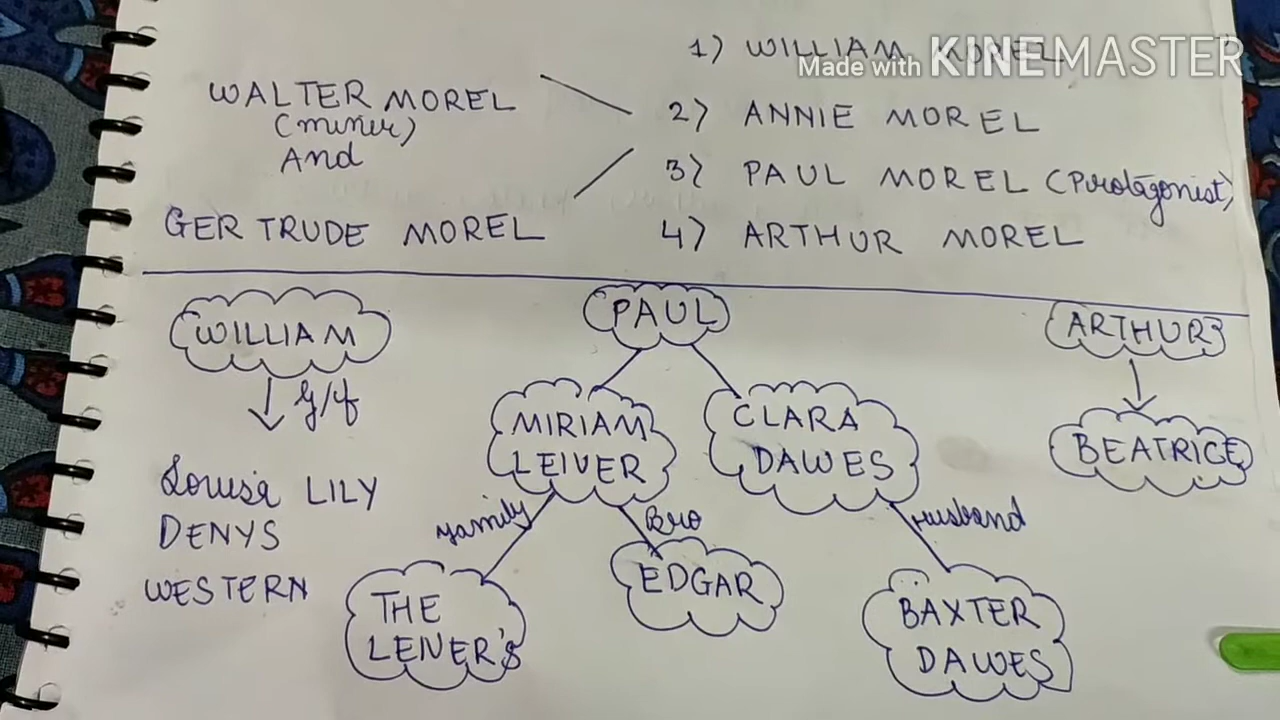 1) WILLIAM MOREL
Made with KINEMASTER
WALTER MOREL
(miner)
And
GERTRUDE MOREL
2) ANNIE MOREL
3) PAUL MOREL (Protagonist)
4) ARTHUR MOREL
WILLIAM
G/f
Louisa LILY
DENYS
WESTERN
PAUL
MIRIAM
LEIVER
family
THE
LEIVER'S
Bro
EDGAR
CLARA
DAWES
Husband
BAXTER
DAWES
ARTHUR
BEATRICE